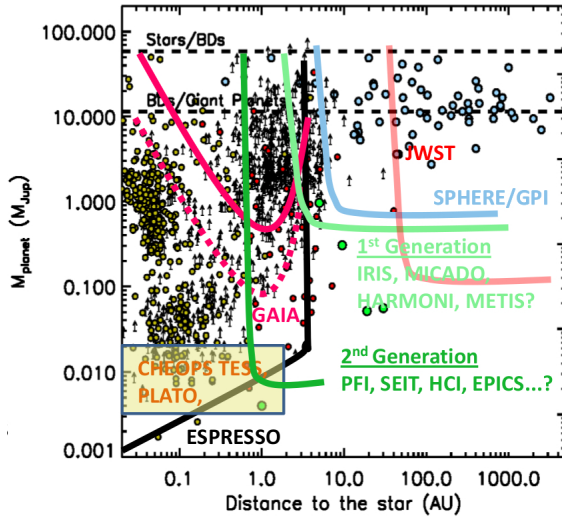 100.000
10.000
1.000
0.100
0.010
0.001
M_planet (M_Jup)
Stars/BDs
BDs/Giant Planets
JWST
SPHERE/GPI
1st Generation
IRIS, MICADO,
HARMONI, METIS?
GAIA
2nd Generation
PFI, SEIT, HCI, EPICS...?
CHEOPS TESS,
PLATO,
ESPRESSO
0.1 1.0 10.0 100.0 1000.0
Distance to the star (AU)